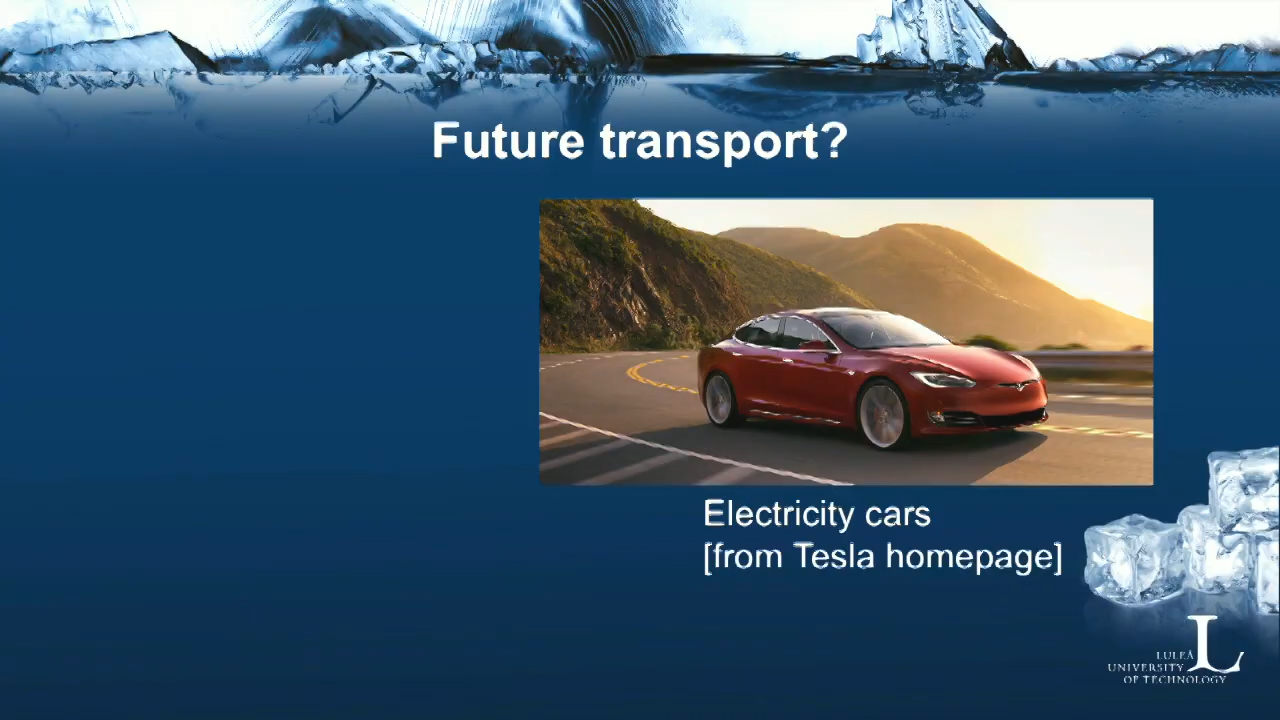 Future transport?
Electricity cars
[from Tesla homepage]
LULEÅ
UNIVERSITY
OF TECHNOLOGY